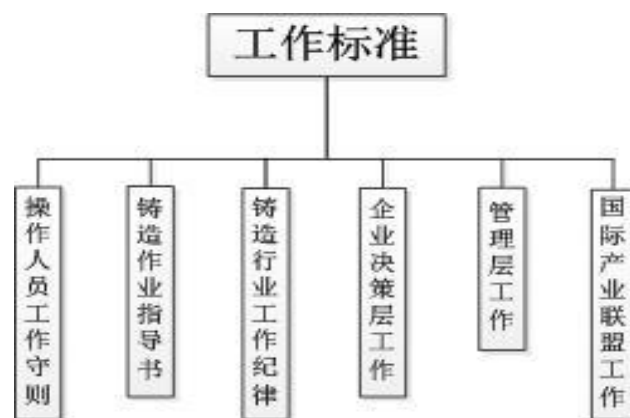 工作标准
操作人员工作守则
铸造作业指导书
铸造行业工作纪律
企业决策层工作
管理层工作
国际产业联盟工作